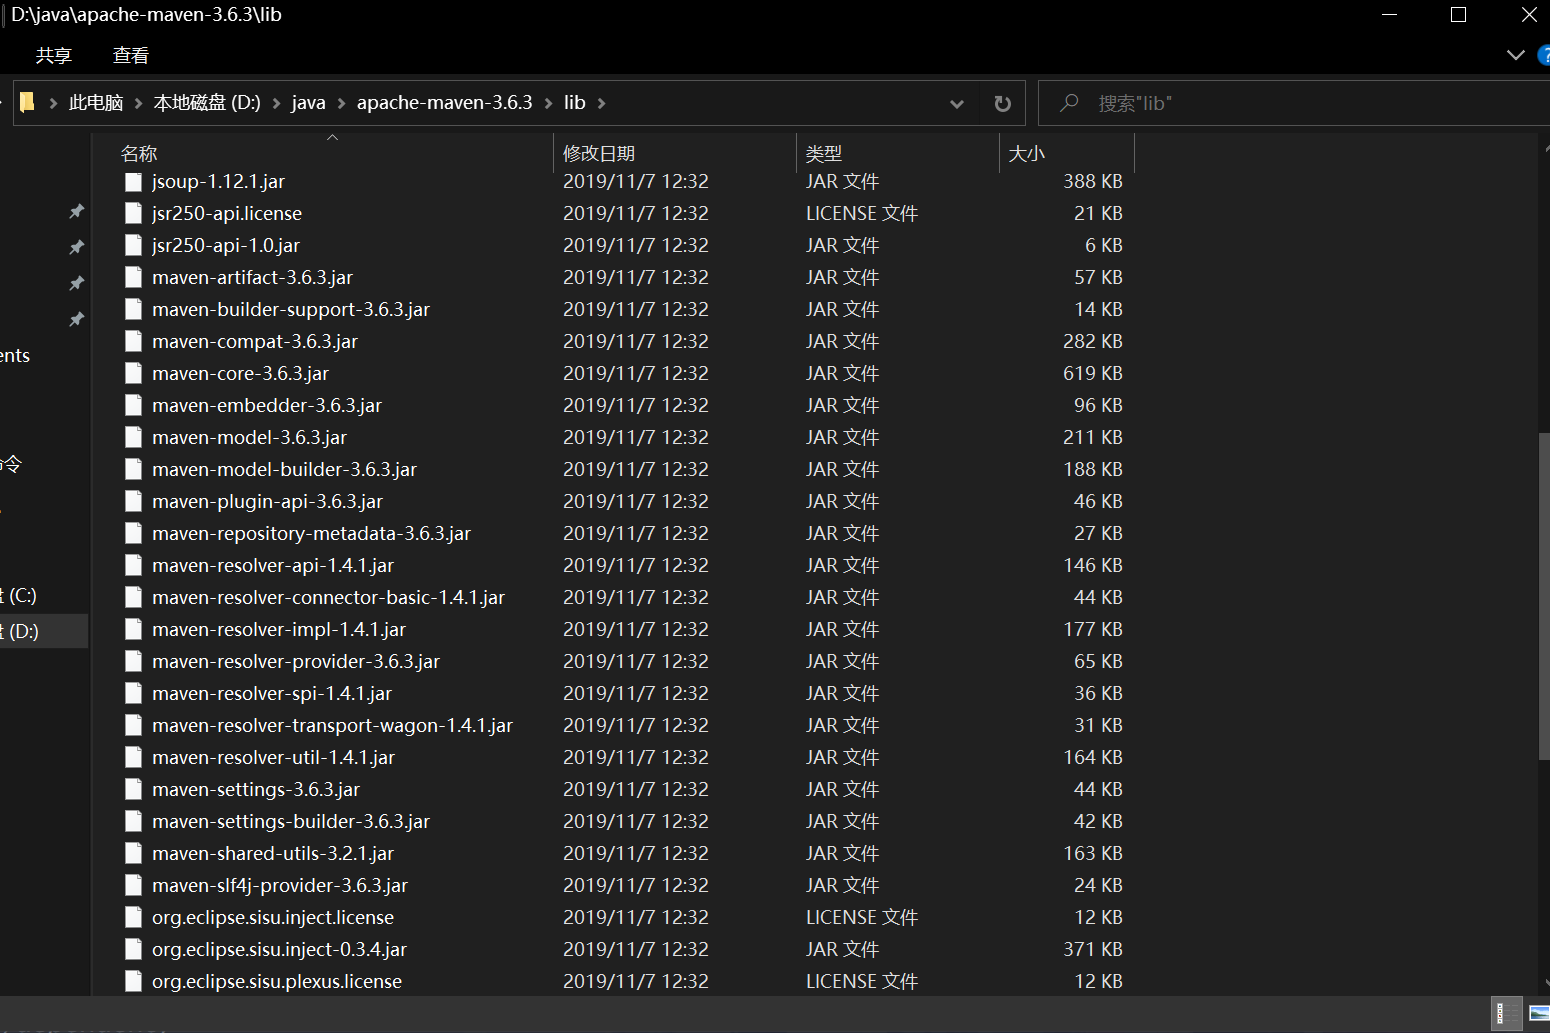 D:\java\apache-maven-3.6.3\lib
共享 查看
此电脑 本地磁盘 (D:) java apache-maven-3.6.3 lib 搜索"lib"
名称 修改日期 类型 大小
jsoup-1.12.1.jar 2019/11/7 12:32 JAR 文件 388 KB
jsr250-api.license 2019/11/7 12:32 LICENSE 文件 21 KB
jsr250-api-1.0.jar 2019/11/7 12:32 JAR 文件 6 KB
maven-artifact-3.6.3.jar 2019/11/7 12:32 JAR 文件 57 KB
maven-builder-support-3.6.3.jar 2019/11/7 12:32 JAR 文件 14 KB
ents maven-compat-3.6.3.jar 2019/11/7 12:32 JAR 文件 282 KB
maven-core-3.6.3.jar 2019/11/7 12:32 JAR 文件 619 KB
maven-embedder-3.6.3.jar 2019/11/7 12:32 JAR 文件 96 KB
maven-model-3.6.3.jar 2019/11/7 12:32 JAR 文件 211 KB
令 maven-model-builder-3.6.3.jar 2019/11/7 12:32 JAR 文件 188 KB
maven-plugin-api-3.6.3.jar 2019/11/7 12:32 JAR 文件 46 KB
maven-repository-metadata-3.6.3.jar 2019/11/7 12:32 JAR 文件 27 KB
maven-resolver-api-1.4.1.jar 2019/11/7 12:32 JAR 文件 146 KB
(C:) maven-resolver-connector-basic-1.4.1.jar 2019/11/7 12:32 JAR 文件 44 KB
(D:) maven-resolver-impl-1.4.1.jar 2019/11/7 12:32 JAR 文件 177 KB
maven-resolver-provider-3.6.3.jar 2019/11/7 12:32 JAR 文件 65 KB
maven-resolver-spi-1.4.1.jar 2019/11/7 12:32 JAR 文件 36 KB
maven-resolver-transport-wagon-1.4.1.jar 2019/11/7 12:32 JAR 文件 31 KB
maven-resolver-util-1.4.1.jar 2019/11/7 12:32 JAR 文件 164 KB
maven-settings-3.6.3.jar 2019/11/7 12:32 JAR 文件 44 KB
maven-settings-builder-3.6.3.jar 2019/11/7 12:32 JAR 文件 42 KB
maven-shared-utils-3.2.1.jar 2019/11/7 12:32 JAR 文件 163 KB
maven-slf4j-provider-3.6.3.jar 2019/11/7 12:32 JAR 文件 24 KB
org.eclipse.sisu.inject.license 2019/11/7 12:32 LICENSE 文件 12 KB
org.eclipse.sisu.inject-0.3.4.jar 2019/11/7 12:32 JAR 文件 371 KB
org.eclipse.sisu.plexus.license 2019/11/7 12:32 LICENSE 文件 12 KB